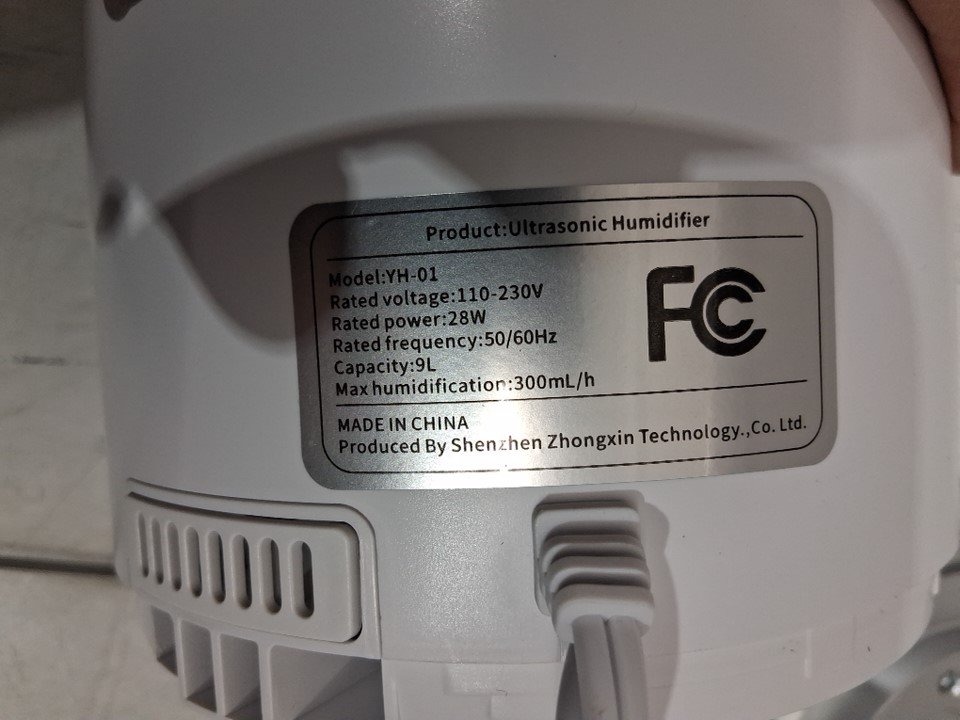 Product:Ultrasonic Humidifier
Model:YH-01
Rated voltage:110-230V
Rated power:28W
Rated frequency:50/60Hz
Capacity:9L
Max humidification:300mL/h
FC
MADE IN CHINA
Produced By Shenzhen Zhongxin Technology.,Co. Ltd.